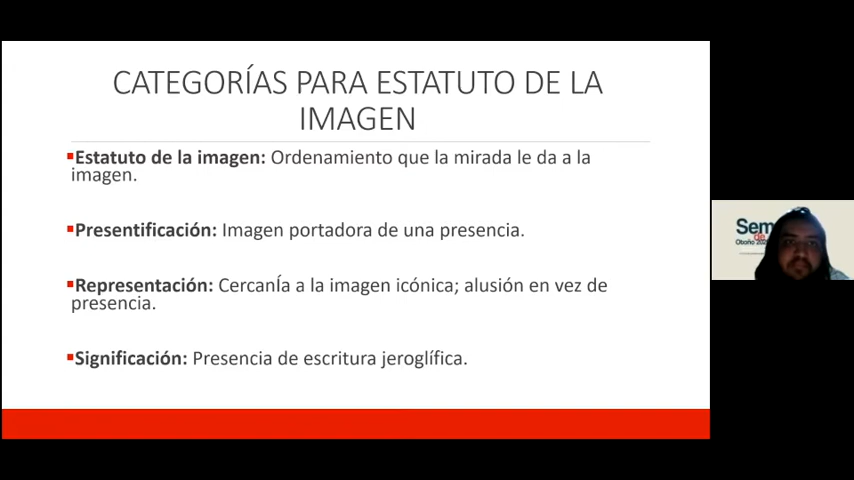 CATEGORÍAS PARA ESTATUTO DE LA
IMAGEN
Estatuto de la imagen: Ordenamiento que la mirada le da a la
imagen.
Presentificación: Imagen portadora de una presencia.
Representación: CercanÍa a la imagen icónica; alusión en vez de
presencia.
Significación: Presencia de escritura jeroglífica.
Sem
de
Otoño